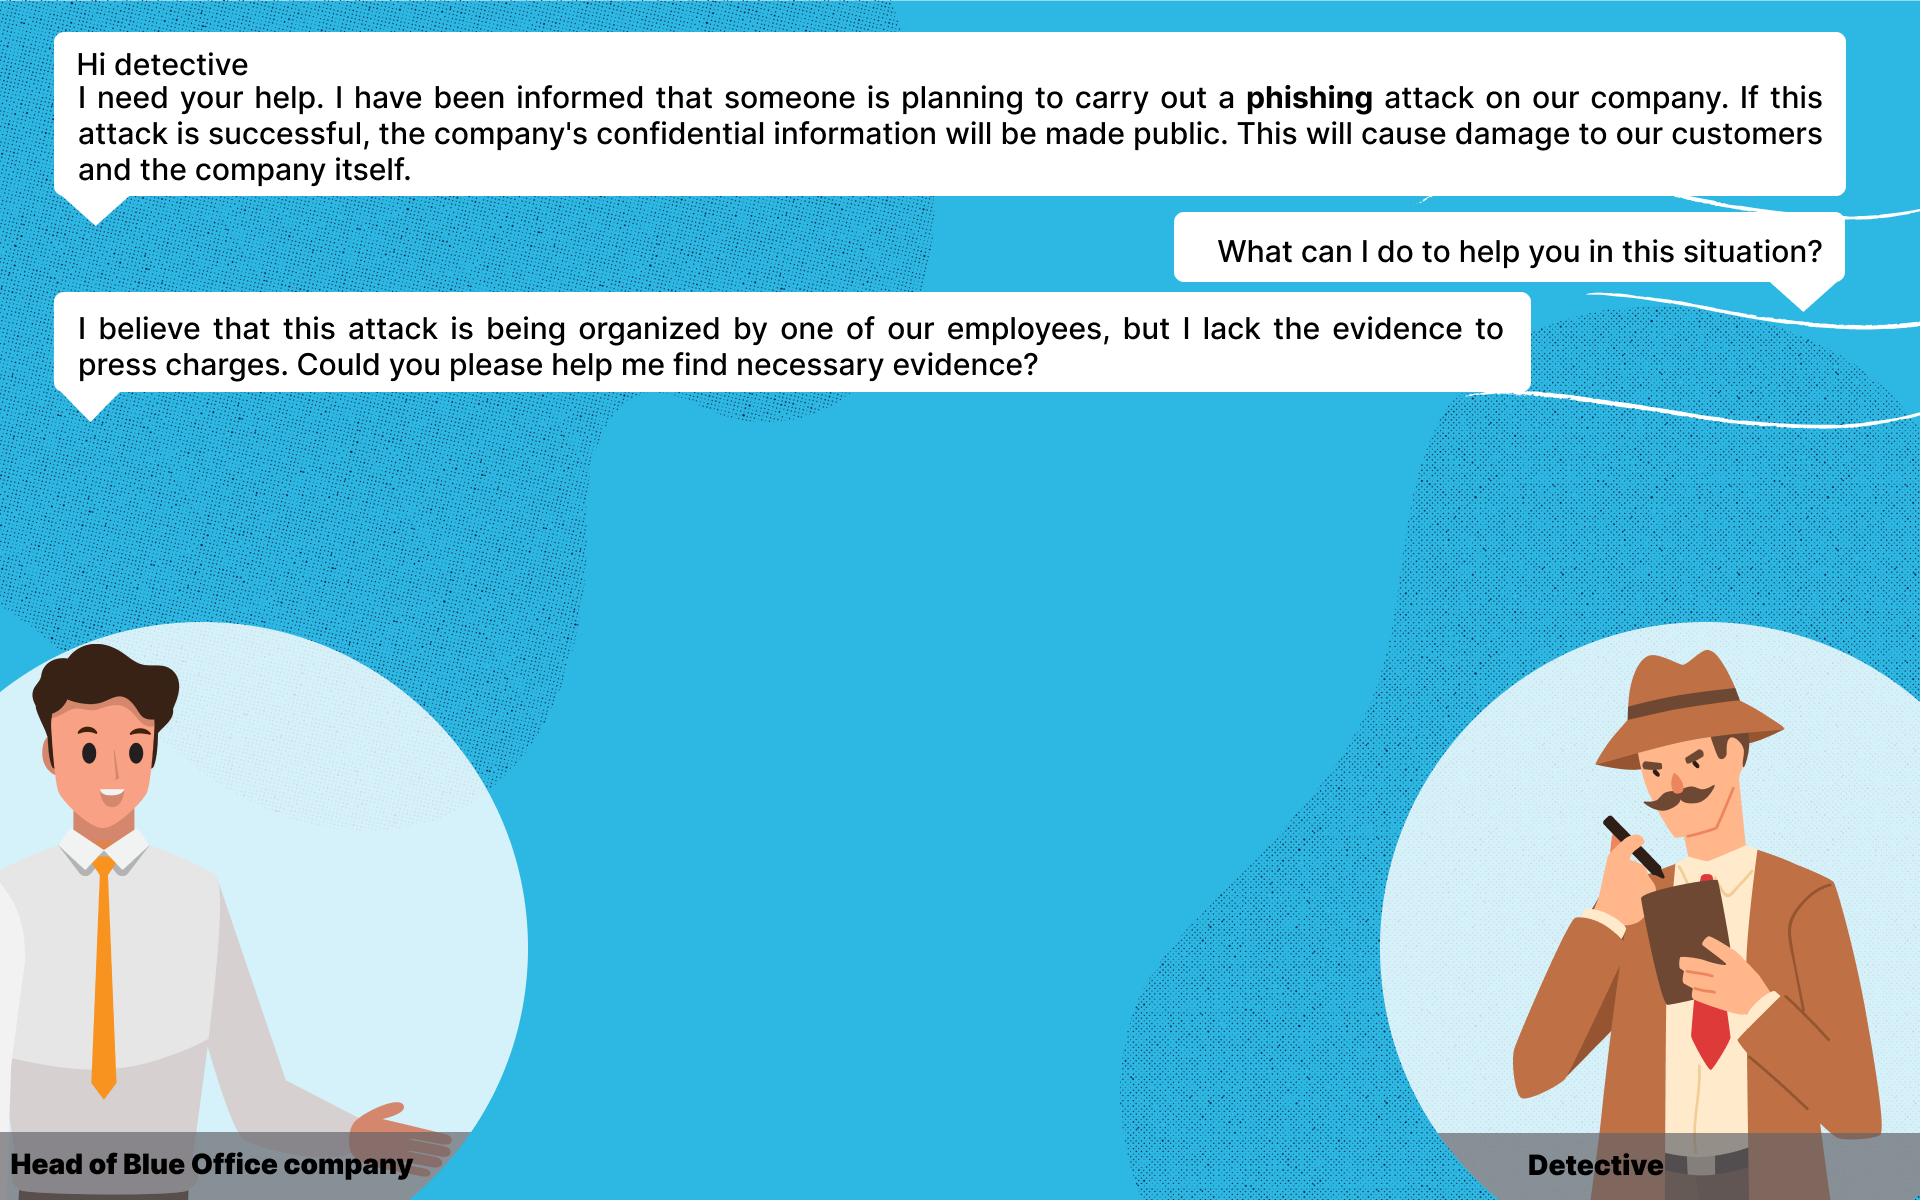 Hi detective
I need your help. I have been informed that someone is planning to carry out a phishing attack on our company. If this
attack is successful, the company's confidential information will be made public. This will cause damage to our customers
and the company itself.
What can I do to help you in this situation?
I believe that this attack is being organized by one of our employees, but I lack the evidence to
press charges. Could you please help me find necessary evidence?
Head of Blue Office company
Detective